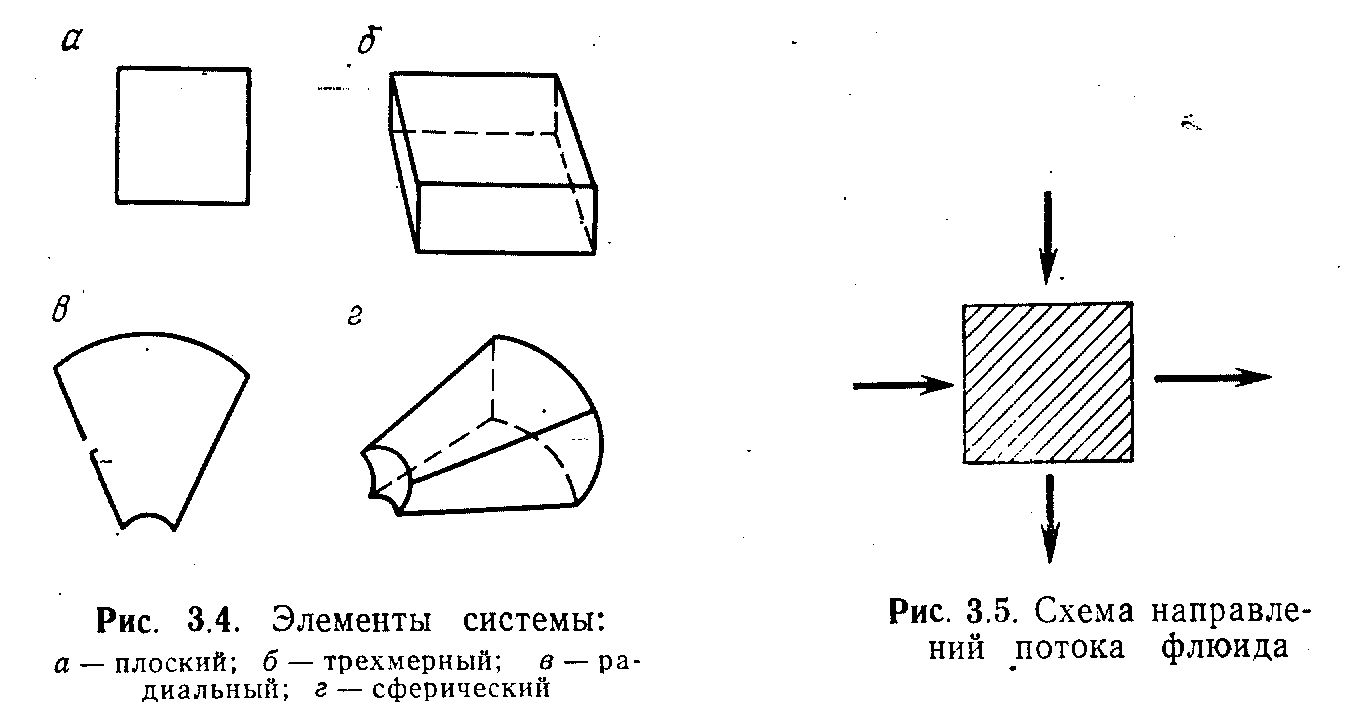 а
б
в
г
Рис. 3.4. Элементы системы:
а — плоский; б — трехмерный; в — ра-
диальный; г — сферический
Рис. 3.5. Схема направле-
ний потока флюида